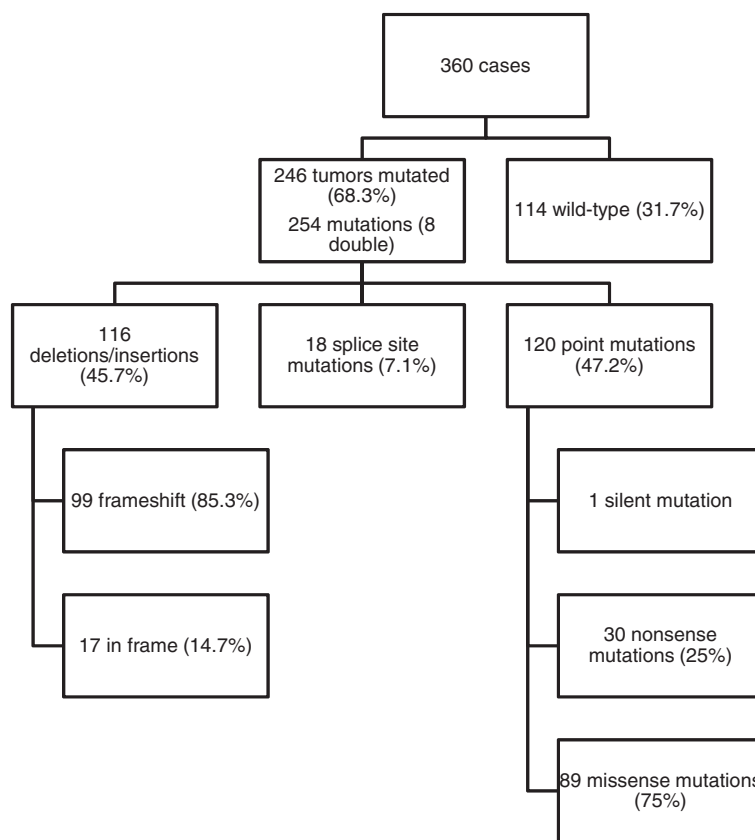 360 cases
246 tumors mutated
(68.3%)
254 mutations (8
double)
114 wild-type (31.7%)
116
deletions/insertions
(45.7%)
18 splice site
mutations (7.1%)
120 point mutations
(47.2%)
99 frameshift (85.3%)
1 silent mutation
17 in frame (14.7%)
30 nonsense
mutations (25%)
89 missense mutations
(75%)